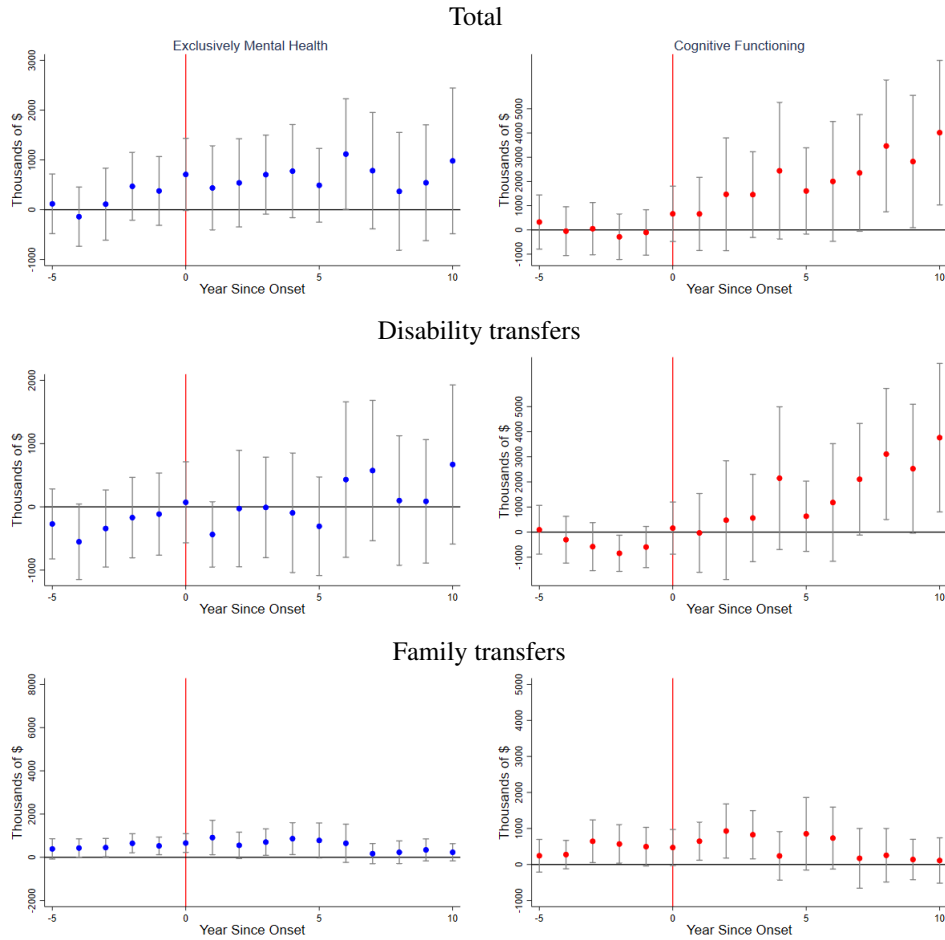 Total
Exclusively Mental Health
Thousands of $
3000
2000
1000
0
-1000
-5 0 5 10
Year Since Onset
Cognitive Functioning
Thousands of $
5000
4000
3000
2000
1000
0
-1000
-5 0 5 10
Year Since Onset
Disability transfers
Thousands of $
2000
1000
0
-1000
-5 0 5 10
Year Since Onset
Thousands of $
5000
4000
3000
2000
1000
0
-1000
-5 0 5 10
Year Since Onset
Family transfers
Thousands of $
8000
6000
4000
2000
0
-2000
-5 0 5 10
Year Since Onset
Thousands of $
5000
4000
3000
2000
1000
0
-1000
-5 0 5 10
Year Since Onset